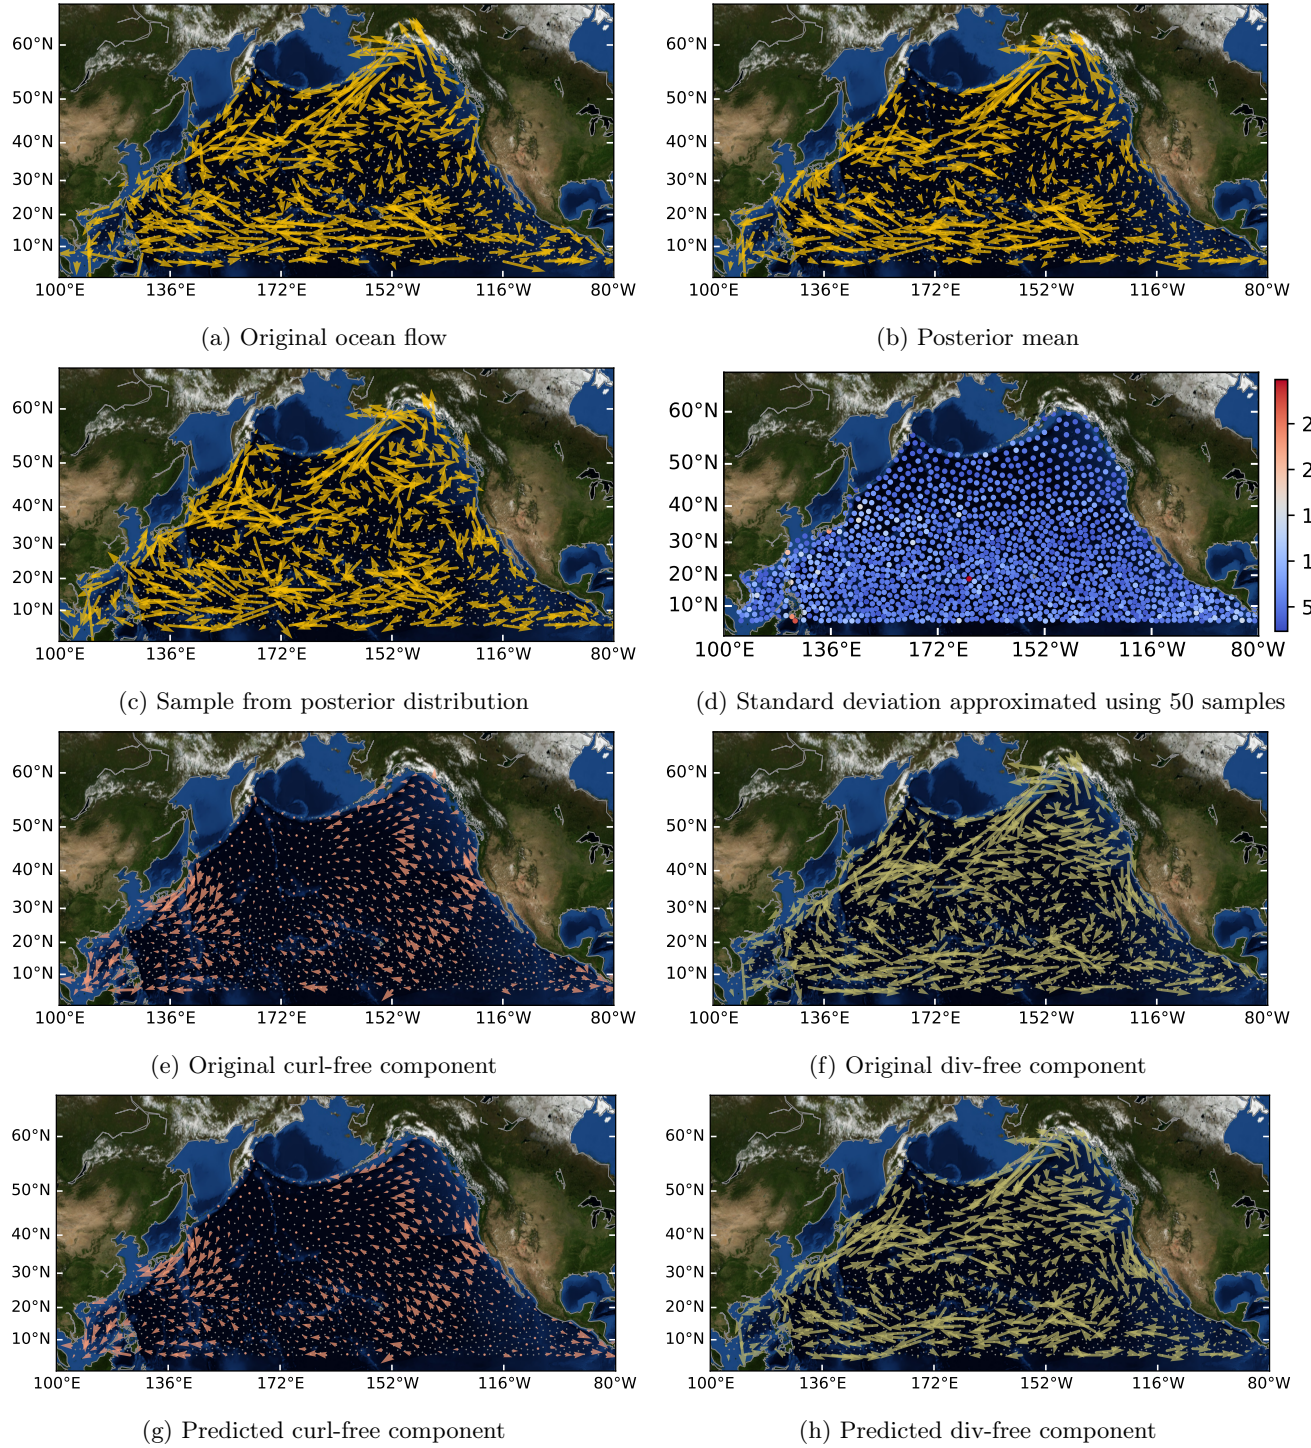 60°N
50°N
40°N
30°N
20°N
10°N
100°E 136°E 172°E 152°W 116°W 80°W
(a) Original ocean flow
60°N
50°N
40°N
30°N
20°N
10°N
100°E 136°E 172°E 152°W 116°W 80°W
(b) Posterior mean
60°N
50°N
40°N
30°N
20°N
10°N
100°E 136°E 172°E 152°W 116°W 80°W
(c) Sample from posterior distribution
60°N
50°N
40°N
30°N
20°N
10°N
100°E 136°E 172°E 152°W 116°W 80°W
2
2
1
1
5
(d) Standard deviation approximated using 50 samples
60°N
50°N
40°N
30°N
20°N
10°N
100°E 136°E 172°E 152°W 116°W 80°W
(e) Original curl-free component
60°N
50°N
40°N
30°N
20°N
10°N
100°E 136°E 172°E 152°W 116°W 80°W
(f) Original div-free component
60°N
50°N
40°N
30°N
20°N
10°N
100°E 136°E 172°E 152°W 116°W 80°W
(g) Predicted curl-free component
60°N
50°N
40°N
30°N
20°N
10°N
100°E 136°E 172°E 152°W 116°W 80°W
(h) Predicted div-free component